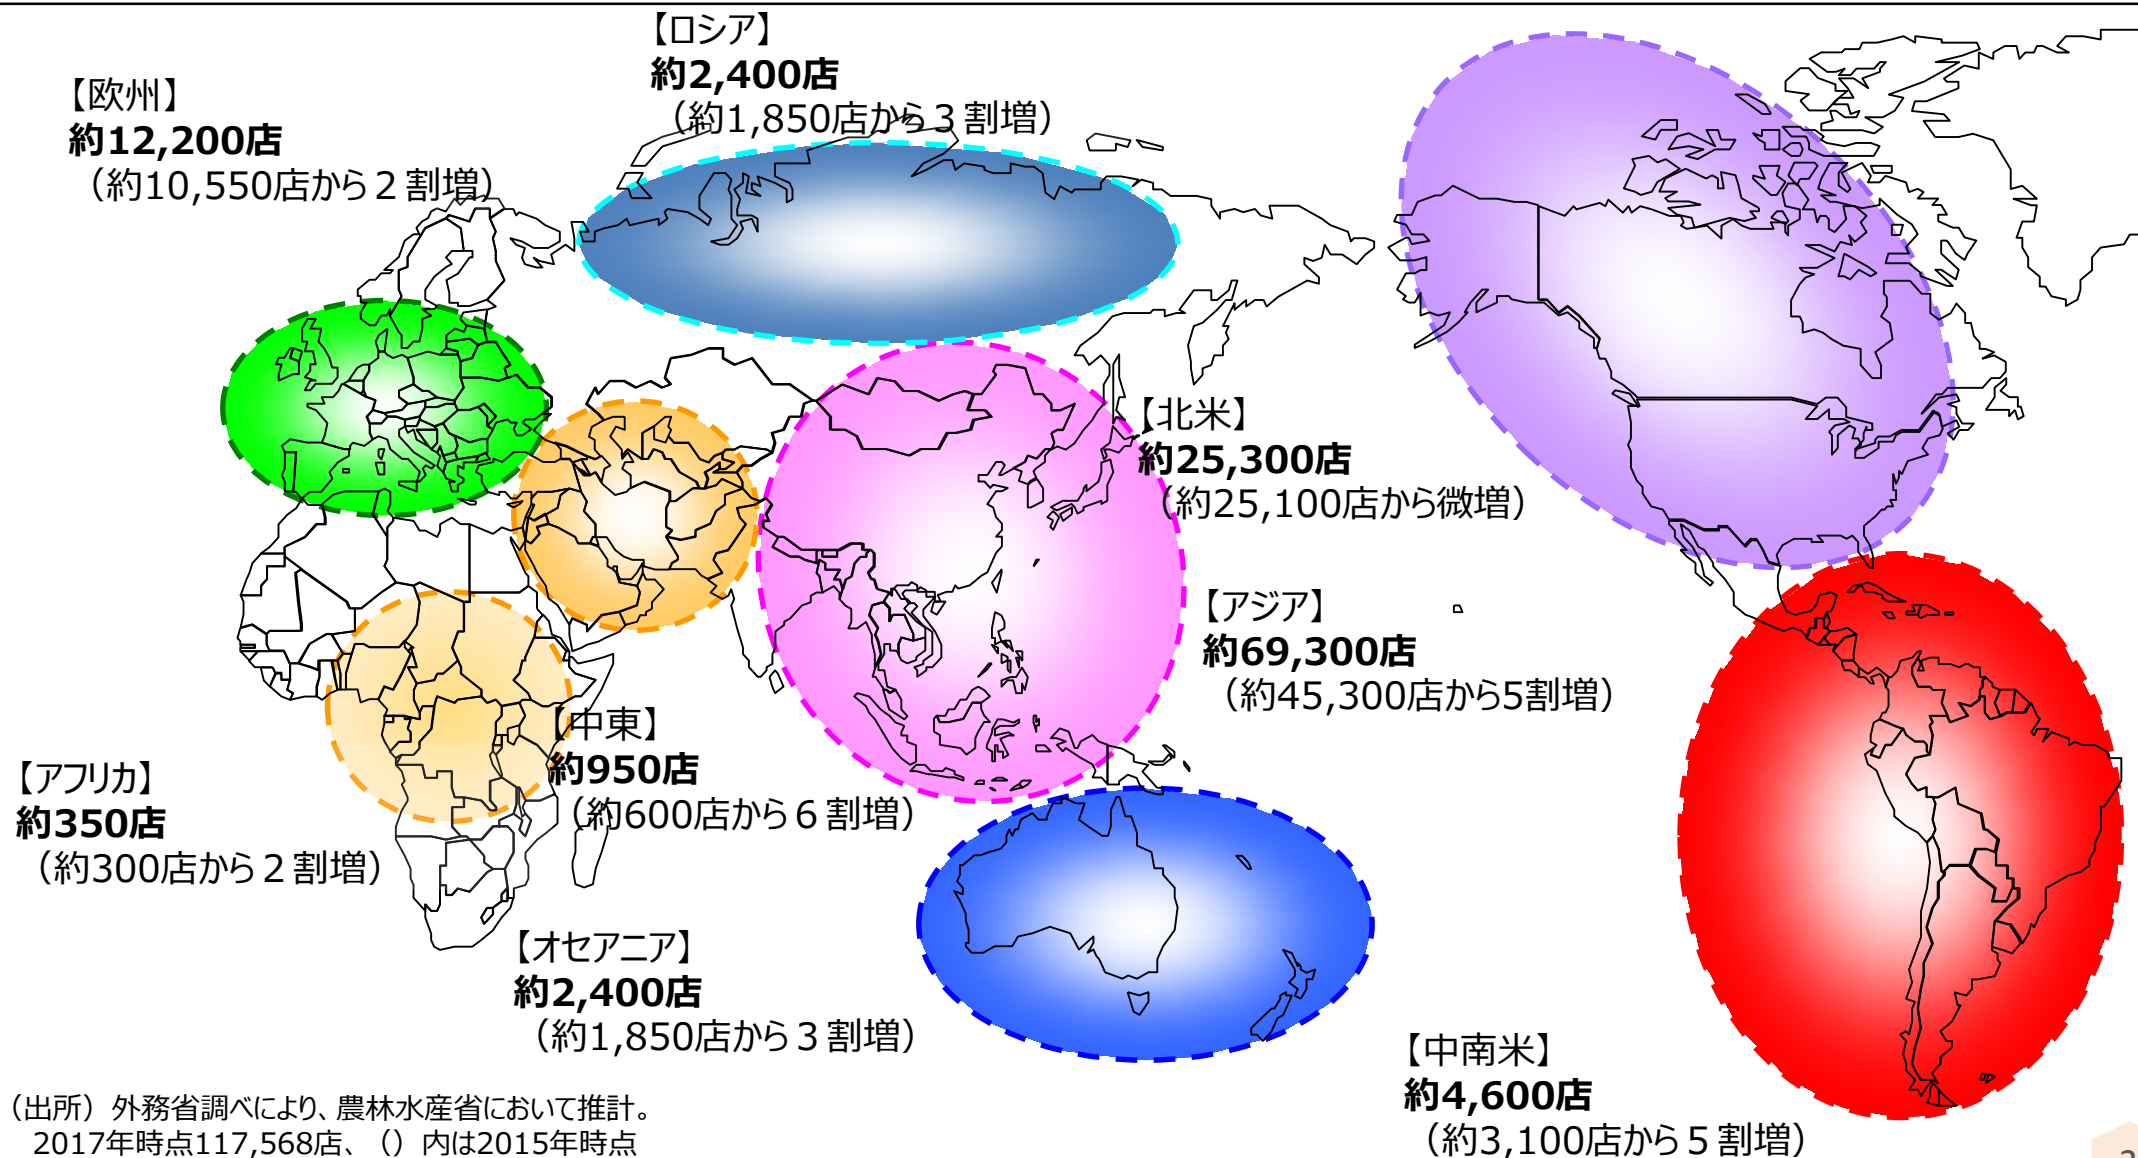 【ロシア】
約2,400店
（約1,850店から３割増）
【欧州】
約12,200店
（約10,550店から２割増）
【北米】
約25,300店
（約25,100店から微増）
【アジア】
約69,300店
（約45,300店から5割増）
【中東】
約950店
（約600店から６割増）
【アフリカ】
約350店
（約300店から２割増）
【オセアニア】
約2,400店
（約1,850店から３割増）
【中南米】
約4,600店
（約3,100店から５割増）
（出所）外務省調べにより、農林水産省において推計。
2017年時点117,568店、（）内は2015年時点